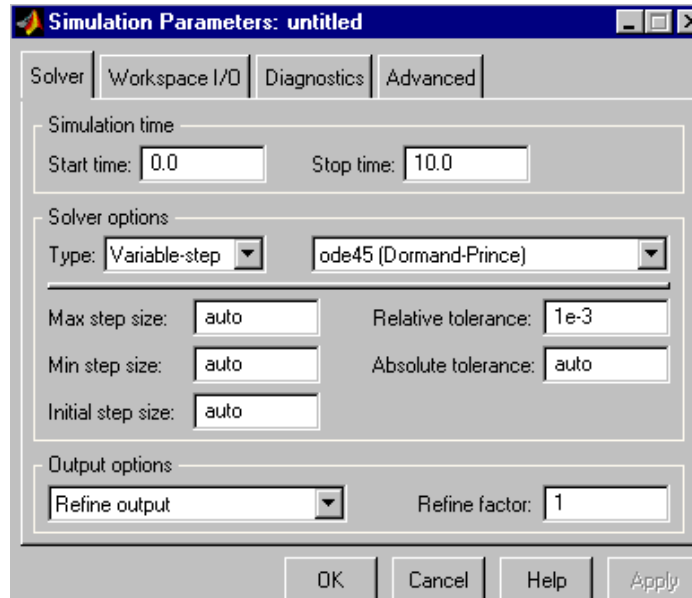 Simulation Parameters: untitled
Solver Workspace I/O Diagnostics Advanced
Simulation time
Start time: 0.0 Stop time: 10.0
Solver options
Type: Variable-step ode45 (Dormand-Prince)
Max step size: auto Relative tolerance: 1e-3
Min step size: auto Absolute tolerance: auto
Initial step size: auto
Output options
Refine output Refine factor: 1
OK Cancel Help Apply